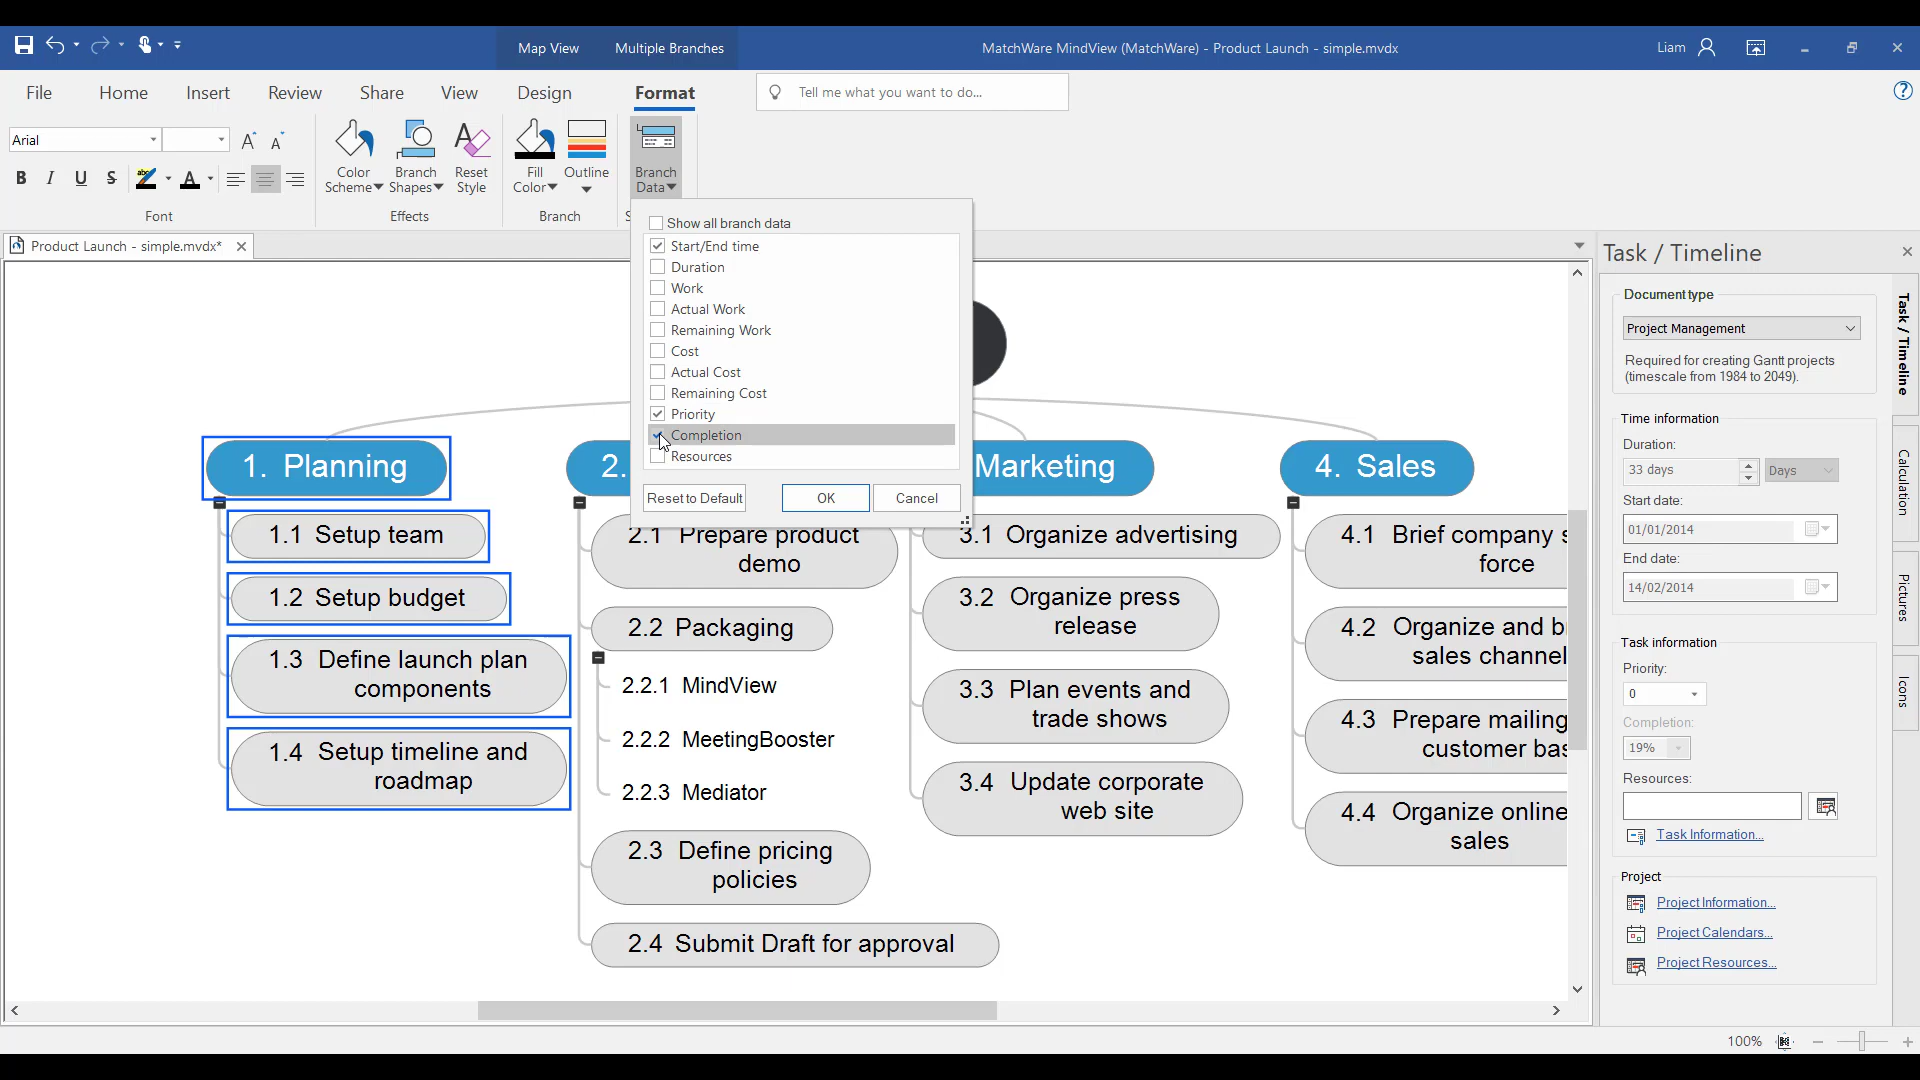 Map View
Multiple Branches
MatchWare MindView (MatchWare) - Product Launch - simple.mvdx
Liam
File
Home
Insert
Review
Share
View
Design
Format
Tell me what you want to do...
Arial
B I U S
Color
Scheme
Branch
Shapes
Reset
Style
Fill
Color
Outline
Branch
Data
Font
Effects
Branch
Product Launch - simple.mvdx*
Show all branch data
Start/End time
Duration
Work
Actual Work
Remaining Work
Cost
Actual Cost
Remaining Cost
Priority
Completion
Resources
Reset to Default
OK
Cancel
1. Planning
1.1 Setup team
1.2 Setup budget
1.3 Define launch plan
components
1.4 Setup timeline and
roadmap
2.
2.1 Prepare product
demo
2.2 Packaging
2.2.1 MindView
2.2.2 MeetingBooster
2.2.3 Mediator
2.3 Define pricing
policies
2.4 Submit Draft for approval
Marketing
3.1 Organize advertising
3.2 Organize press
release
3.3 Plan events and
trade shows
3.4 Update corporate
web site
4. Sales
4.1 Brief company s
force
4.2 Organize and b
sales channel
4.3 Prepare mailing
customer bas
4.4 Organize online
sales
Task / Timeline
Document type
Project Management
Required for creating Gantt projects
(timescale from 1984 to 2049).
Time information
Duration:
33 days
Days
Start date:
01/01/2014
End date:
14/02/2014
Task information
Priority:
0
Completion:
19%
Resources:
Task Information...
Project
Project Information...
Project Calendars...
Project Resources...
Task / Timeline
Calculation
Pictures
Icons
100%